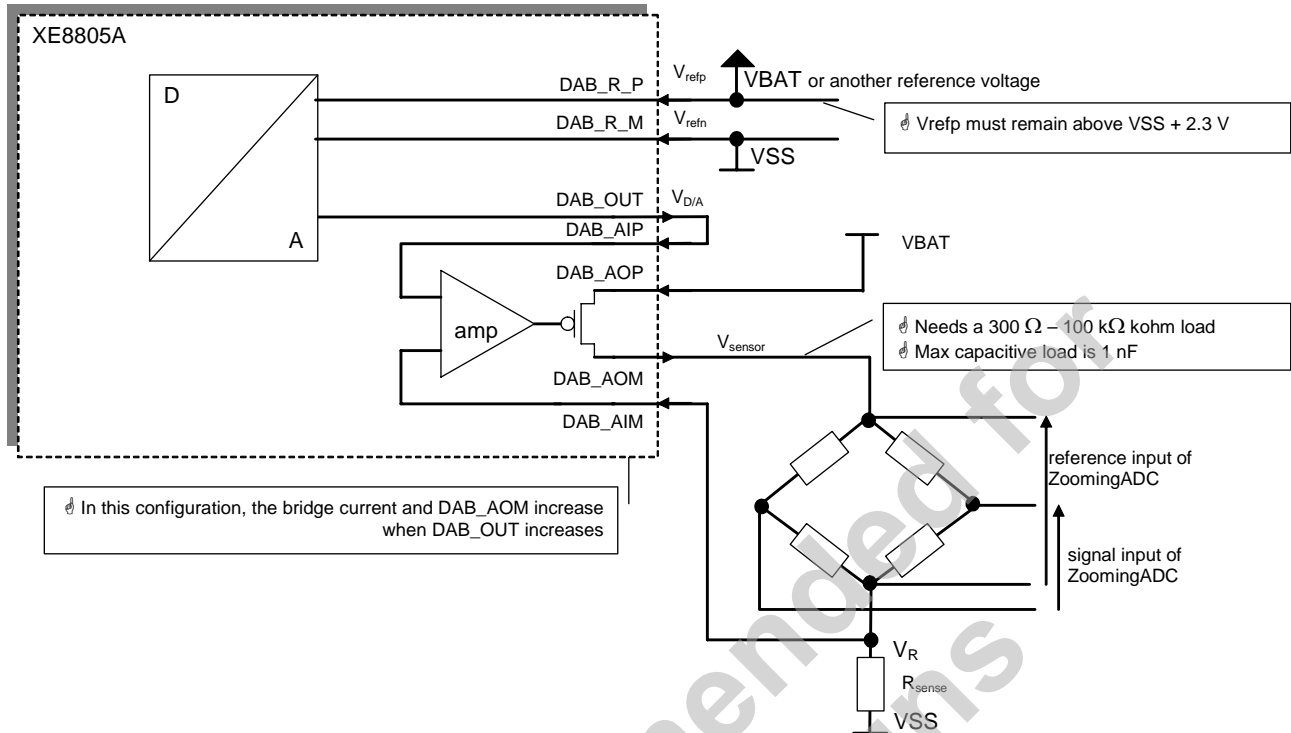 XE8805A
D
A
DAB_R_P
Vrefp
VBAT or another reference voltage
☝ Vrefp must remain above VSS + 2.3 V
DAB_R_M
Vrefn
VSS
DAB_OUT
VD/A
DAB_AIP
VBAT
DAB_AOP
amp
☝ Needs a 300 Ω – 100 kΩ kohm load
☝ Max capacitive load is 1 nF
Vsensor
DAB_AOM
DAB_AIM
reference input of
ZoomingADC
☝ In this configuration, the bridge current and DAB_AOM increase
when DAB_OUT increases
signal input of
ZoomingADC
VR
Rsense
VSS
ended for